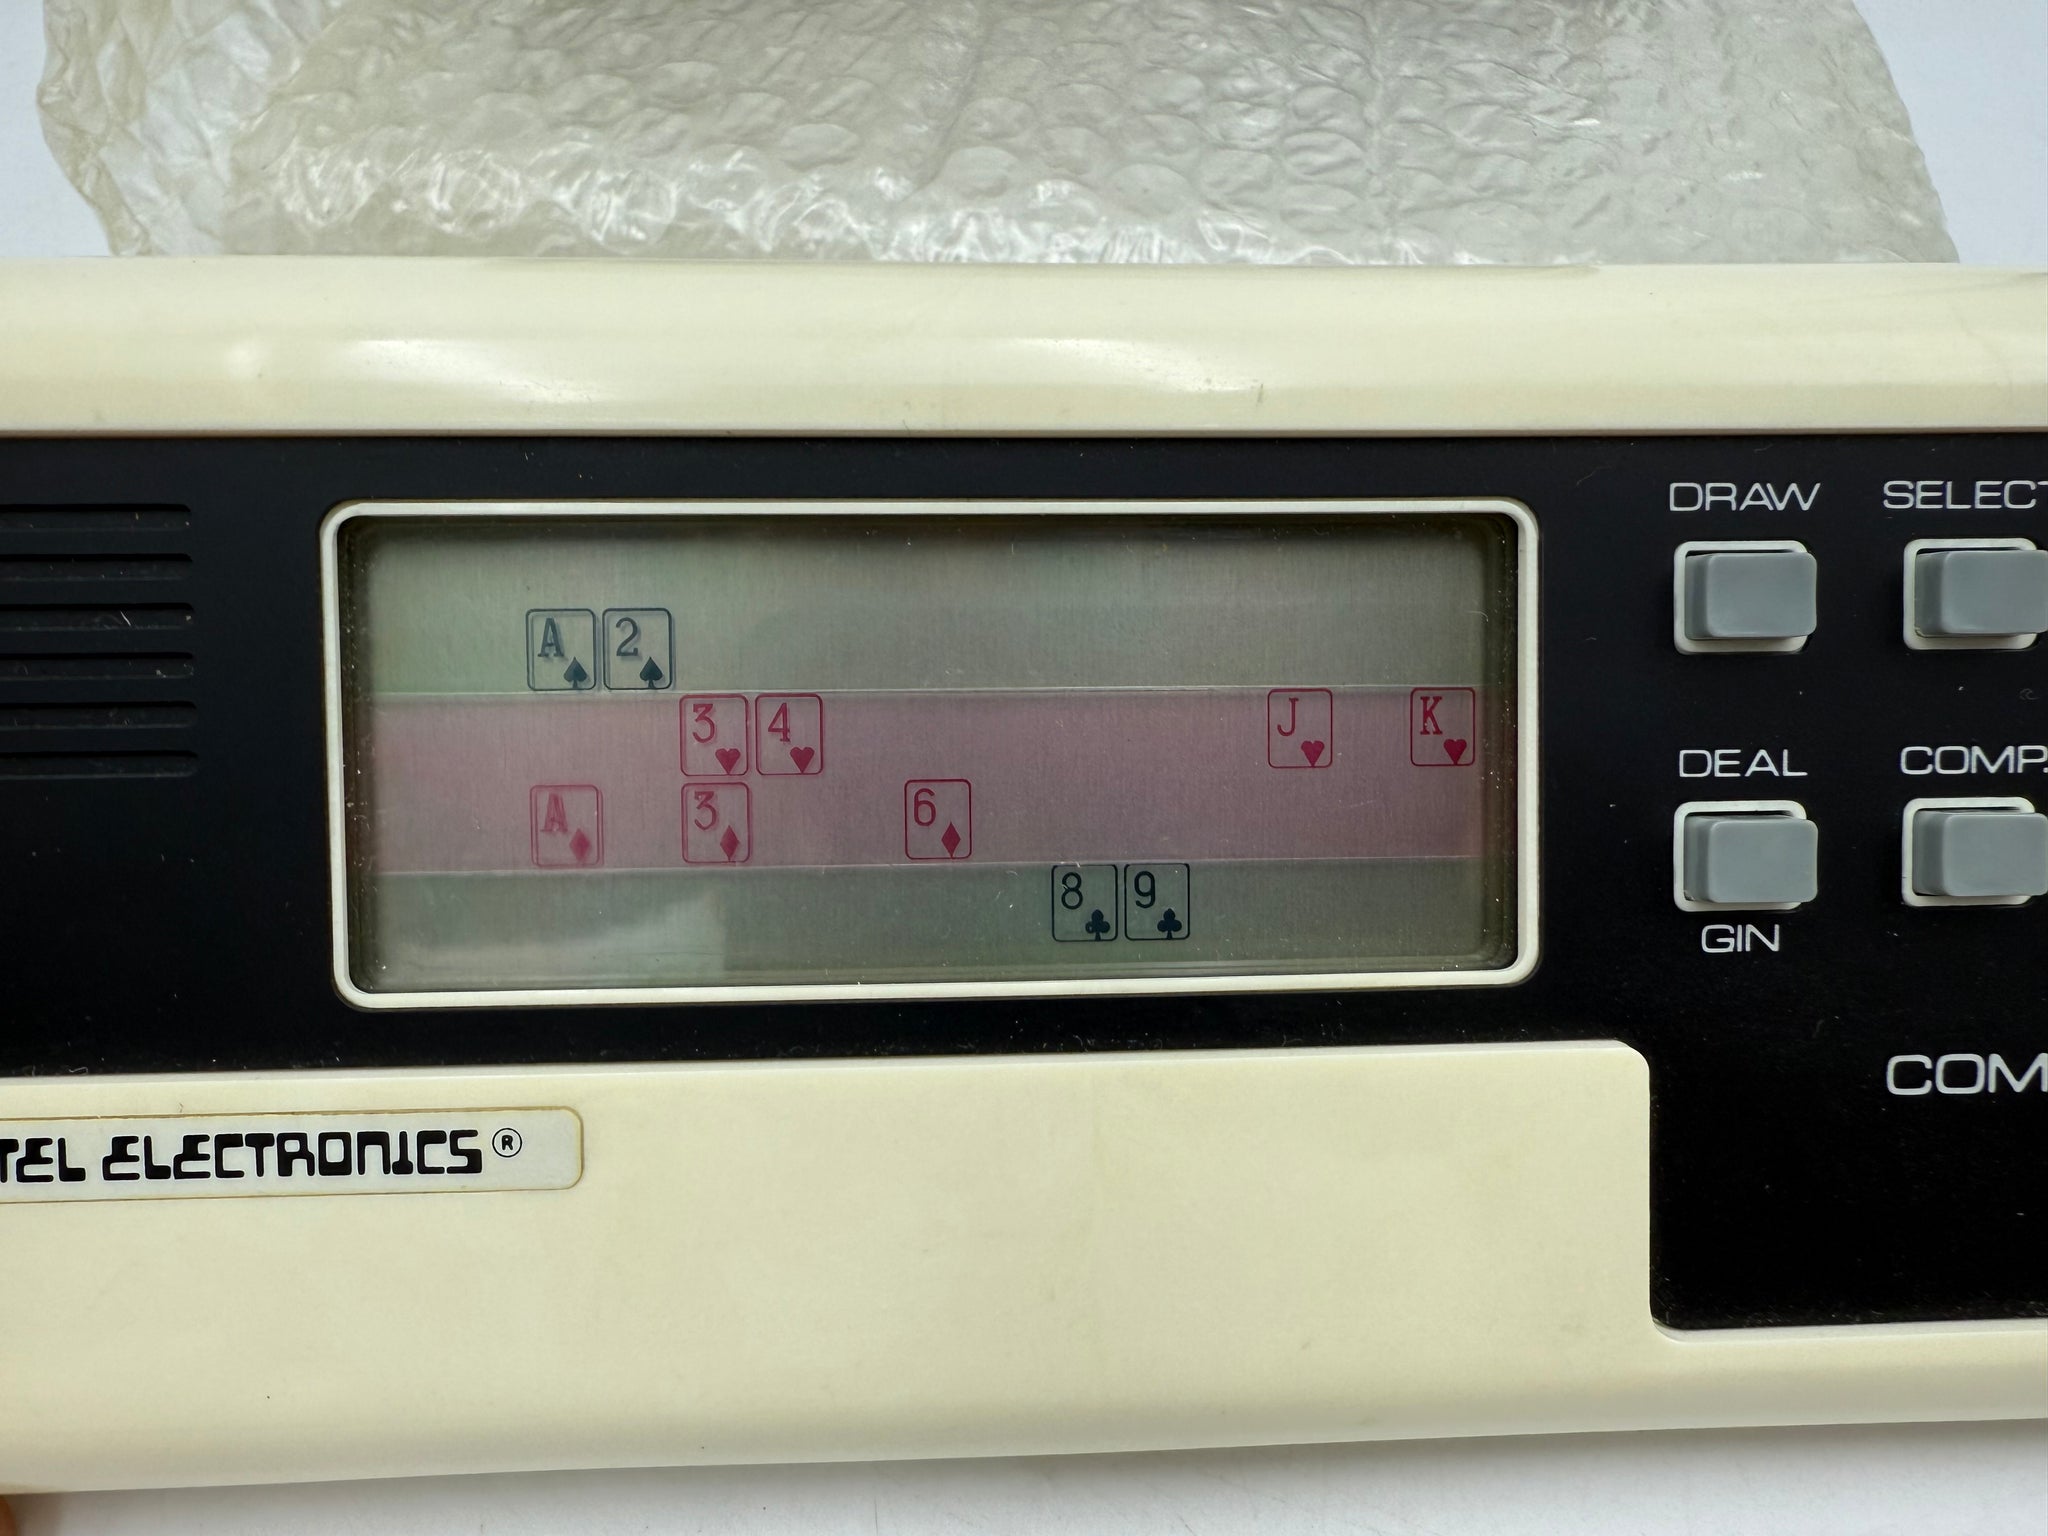 DRAW SELECT
A♠ 2♠
3♥ 4♥ J♥ K♥
DEAL COMP.
A♦ 3♦ 6♦
8♣ 9♣
GIN
COM
TEL ELECTRONICS®